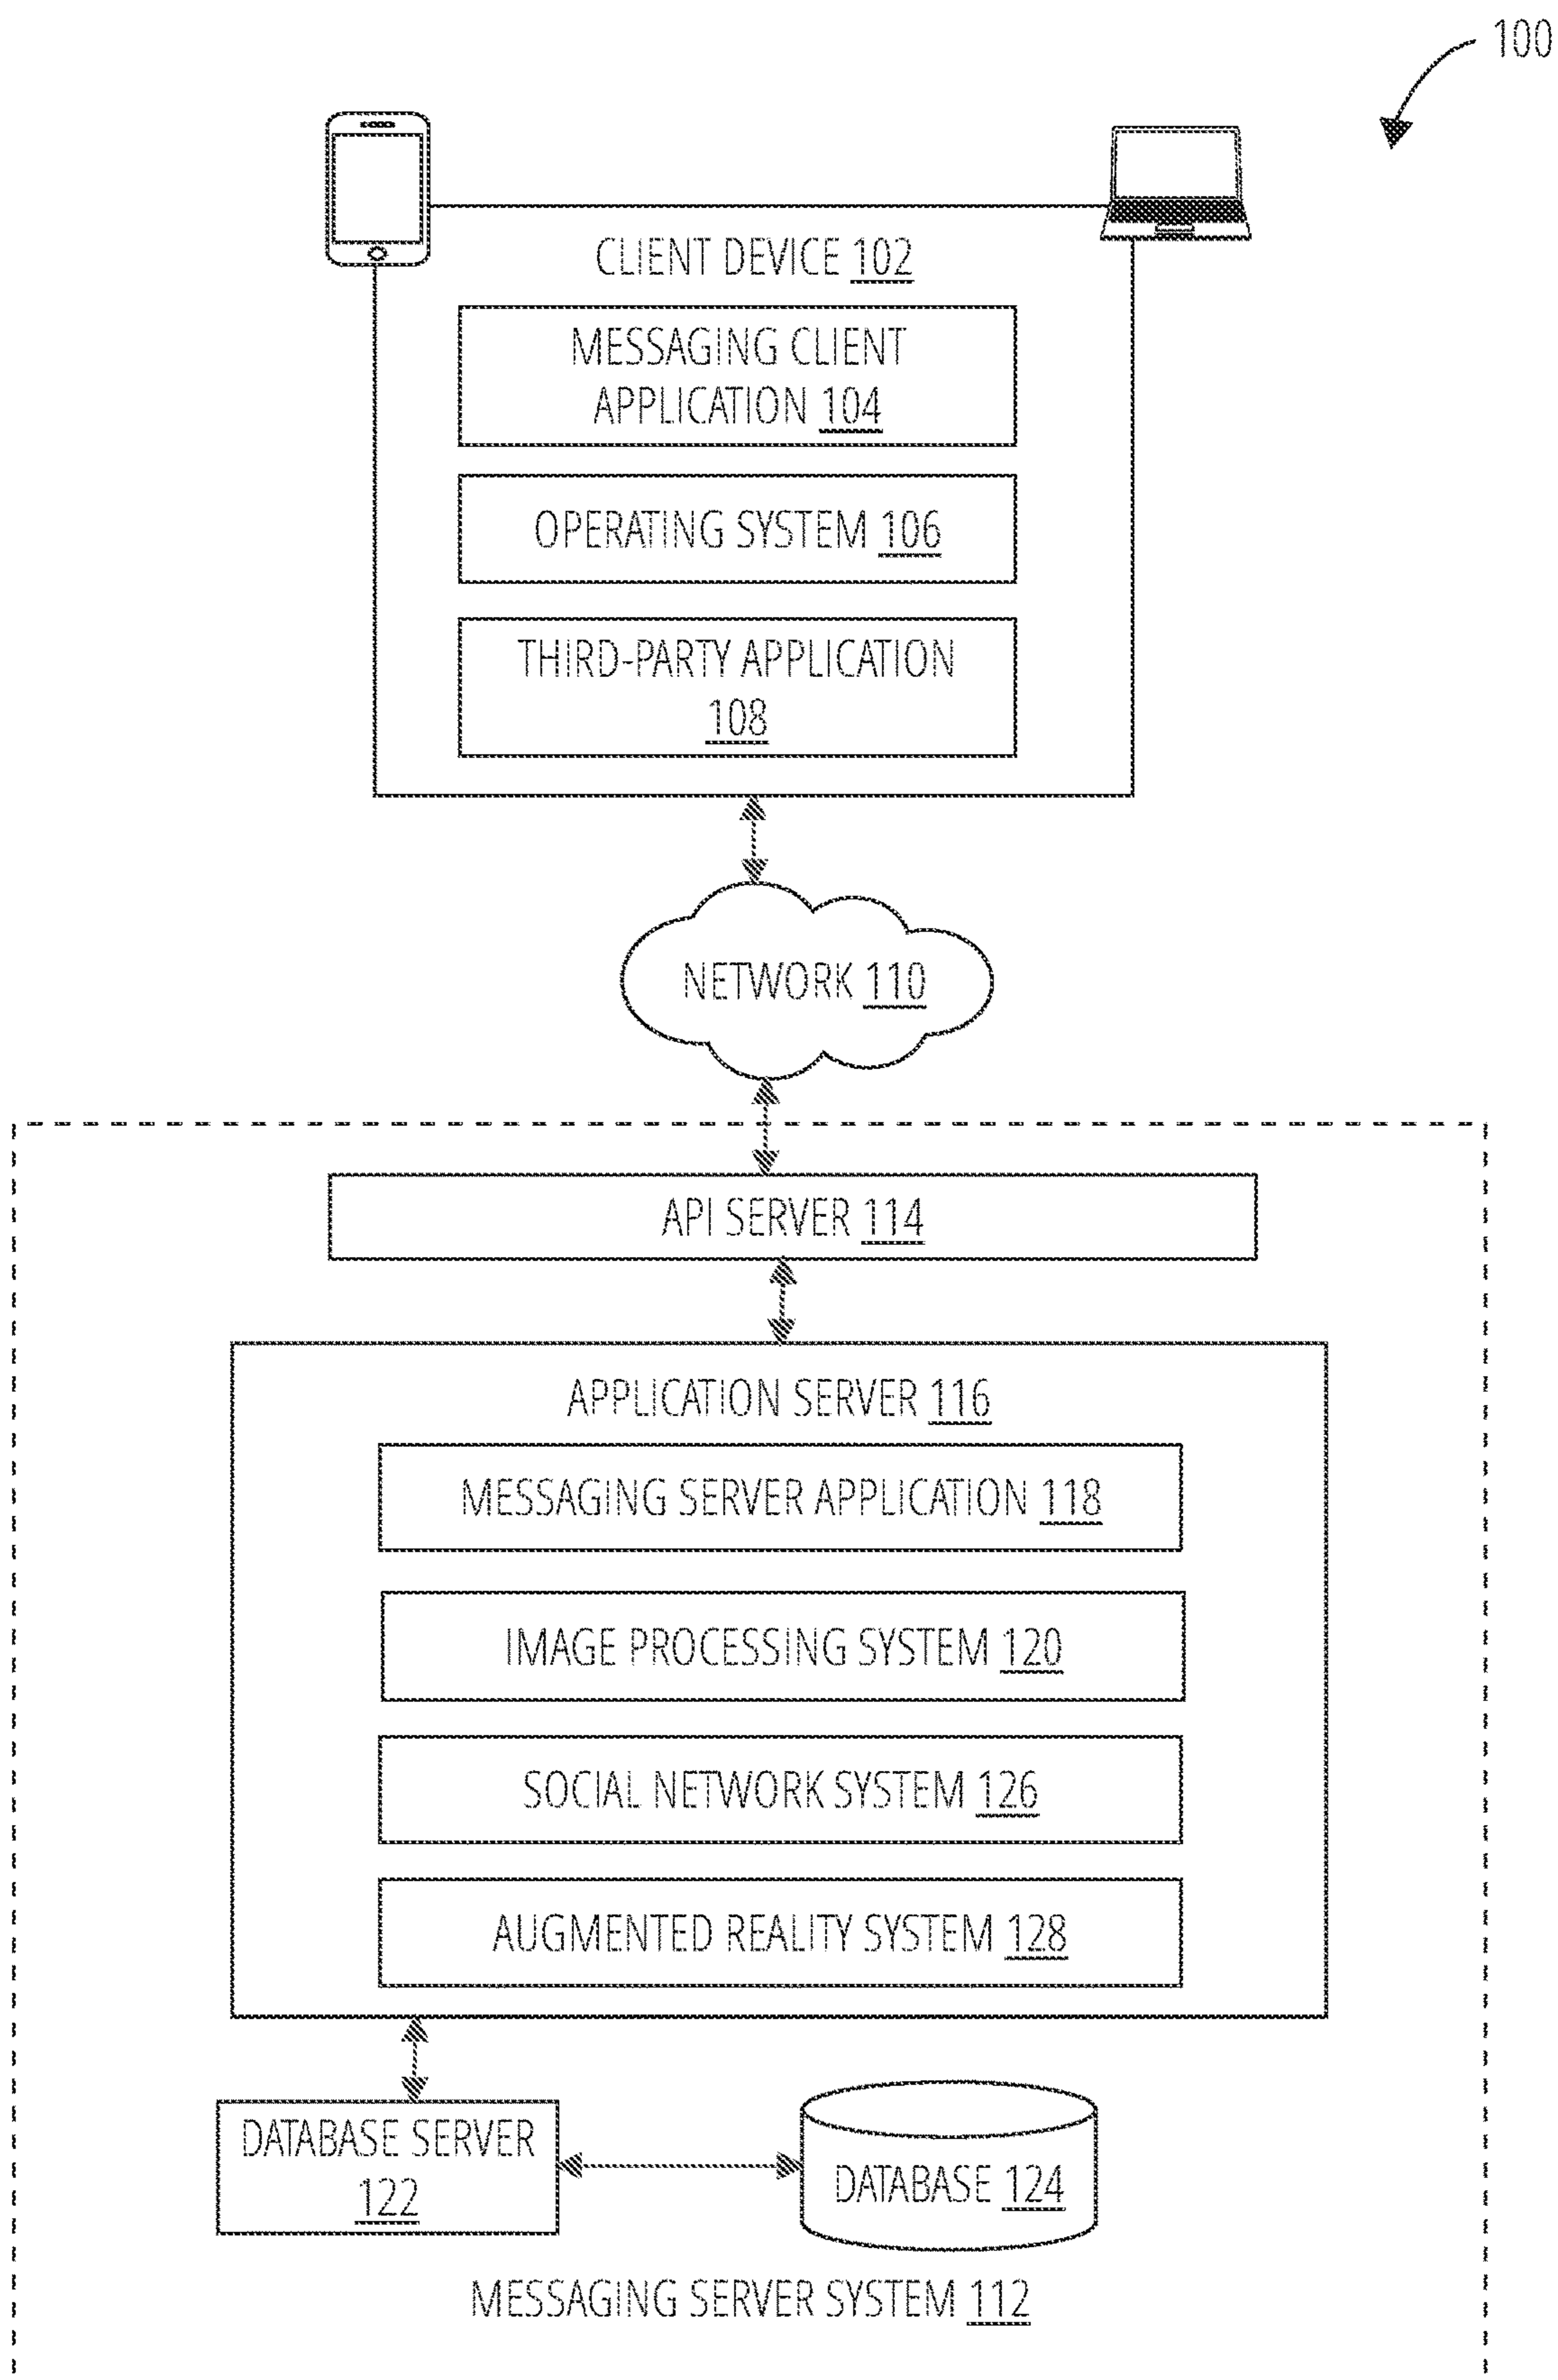 100
CLIENT DEVICE 102
MESSAGING CLIENT
APPLICATION 104
OPERATING SYSTEM 106
THIRD-PARTY APPLICATION
108
NETWORK 110
API SERVER 114
APPLICATION SERVER 116
MESSAGING SERVER APPLICATION 118
IMAGE PROCESSING SYSTEM 120
SOCIAL NETWORK SYSTEM 126
AUGMENTED REALITY SYSTEM 128
DATABASE SERVER
122
DATABASE 124
MESSAGING SERVER SYSTEM 112